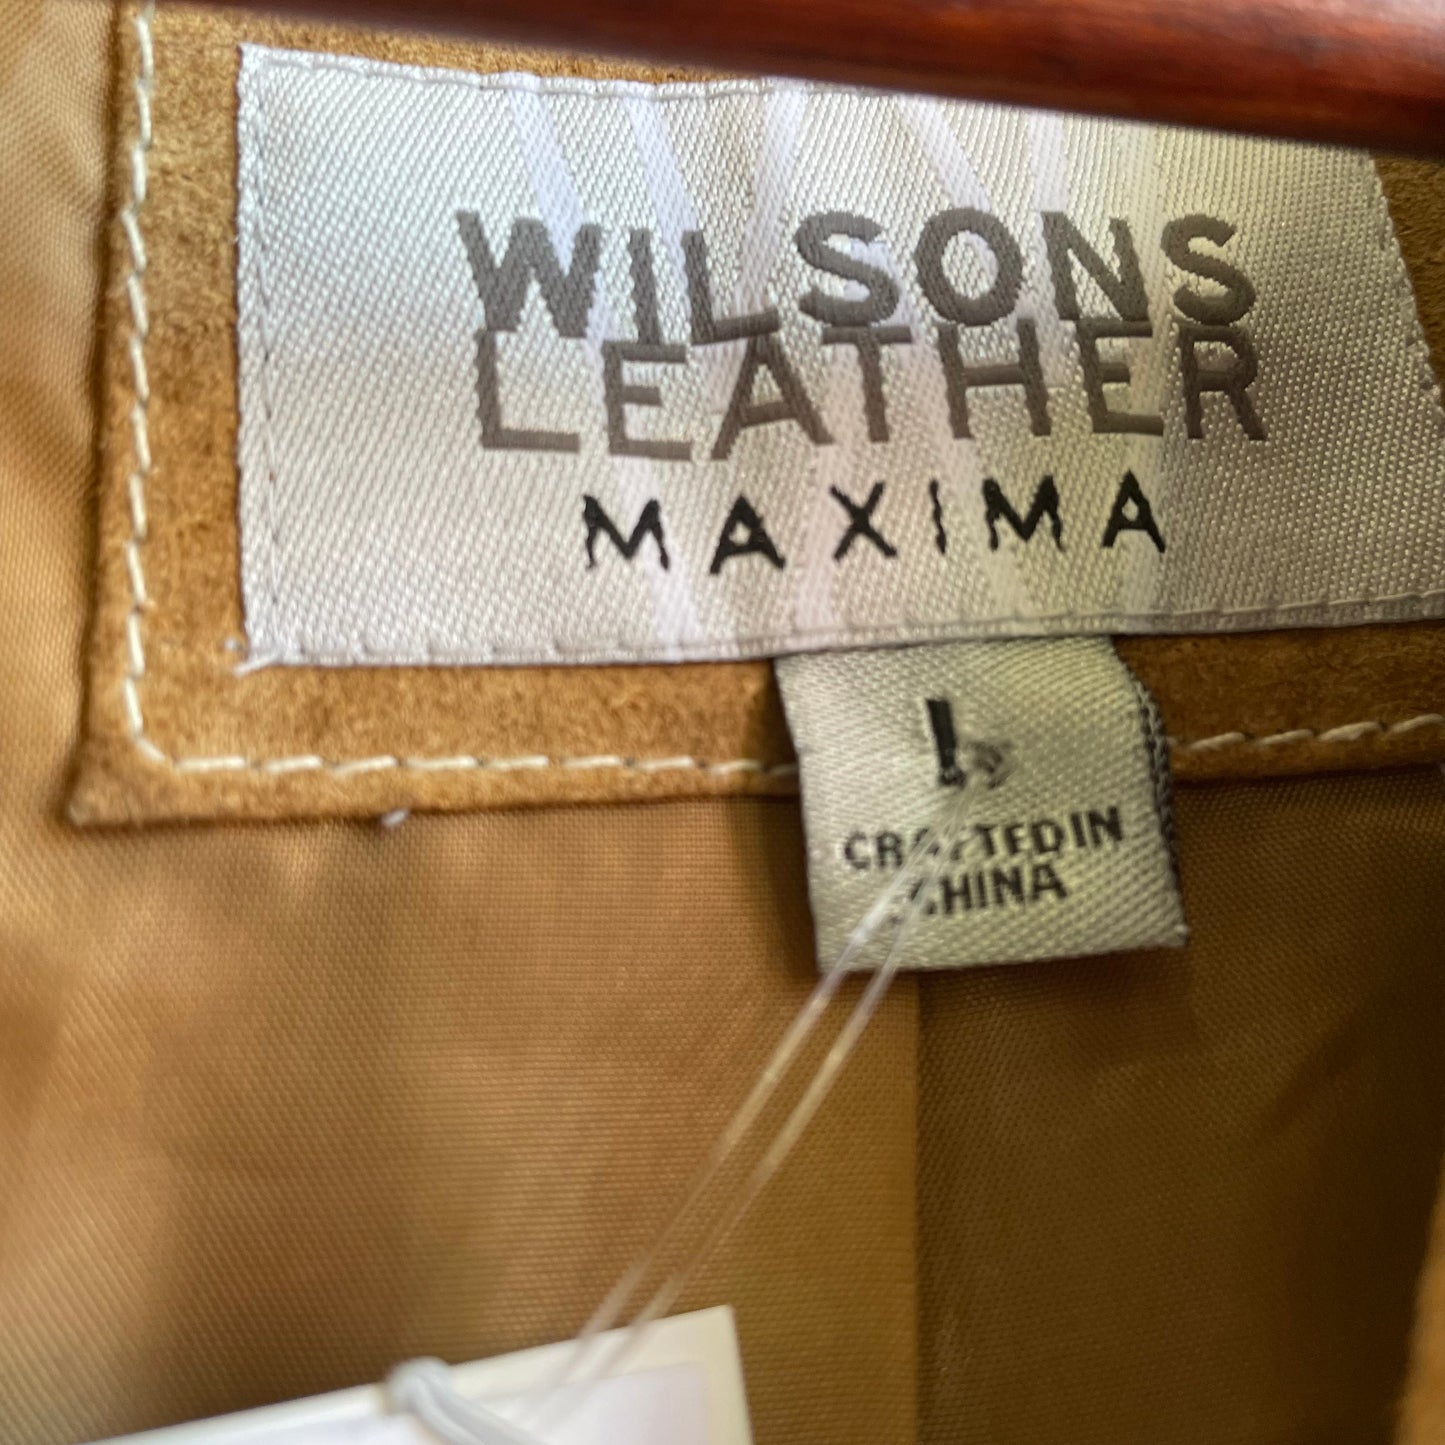 WILSONS
LEATHER
MAXIMA
L
CRAFTED IN
CHINA